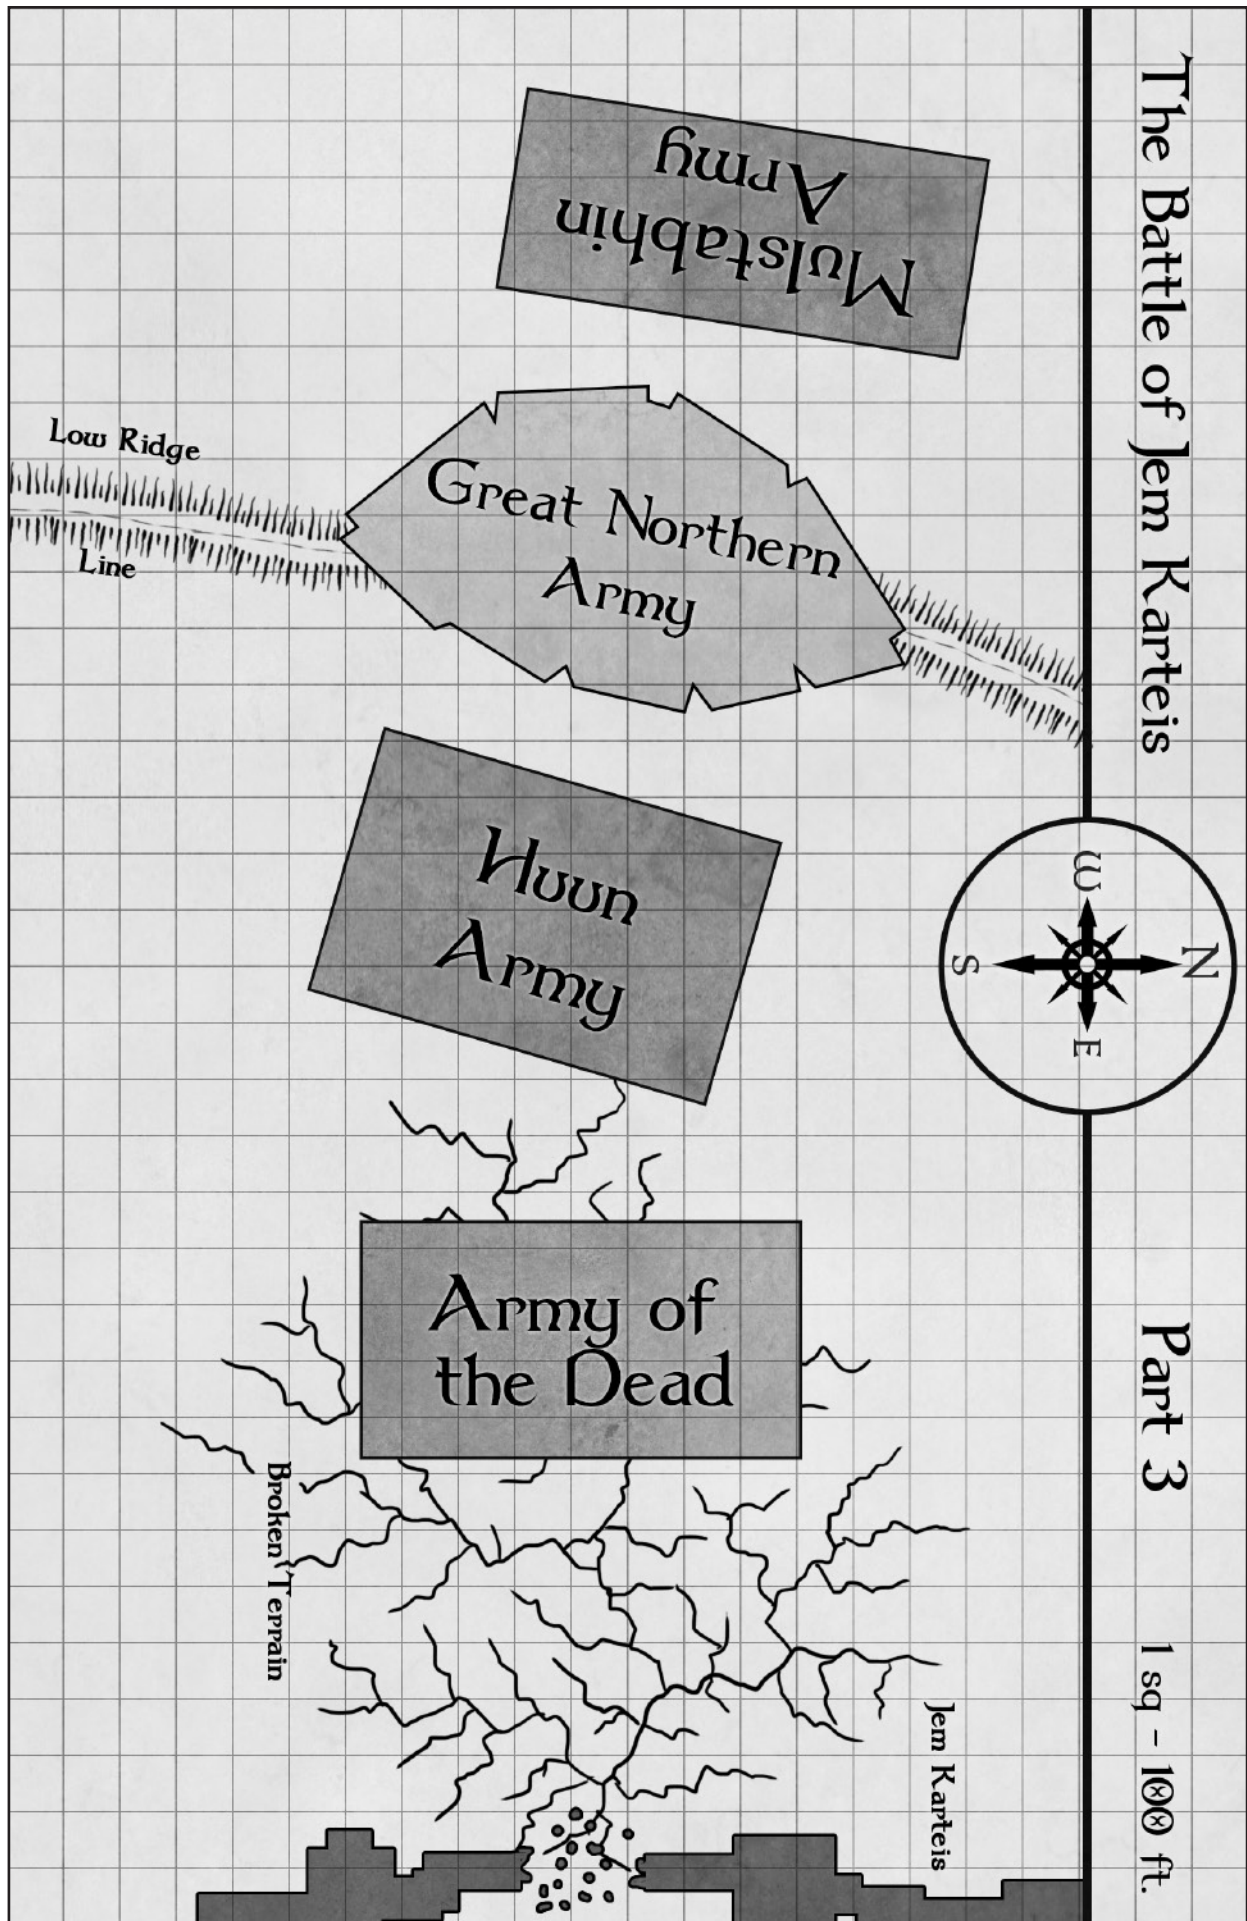 The Battle of Jem Karteis
Part 3
1 sq – 100 ft.
Mulstabhin
Army
Low Ridge
Line
Great Northern
Army
W
N
S
E
Huun
Army
Army of
the Dead
Broken Terrain
Jem Karteis